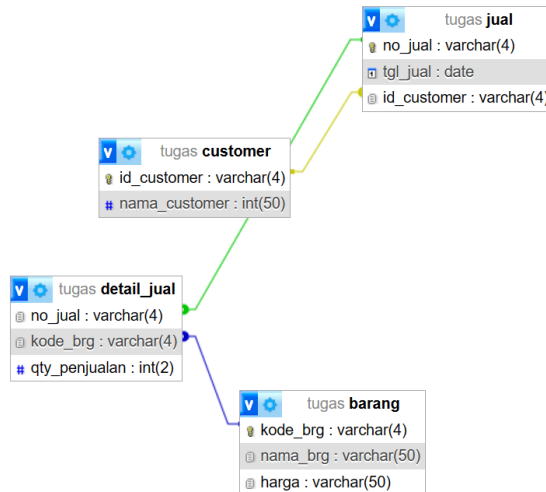 tugas jual
no_jual : varchar(4)
tgl_jual : date
id_customer : varchar(4)
tugas customer
id_customer : varchar(4)
nama_customer : int(50)
tugas detail_jual
no_jual : varchar(4)
kode_brg : varchar(4)
qty_penjualan : int(2)
tugas barang
kode_brg : varchar(4)
nama_brg : varchar(50)
harga : varchar(50)